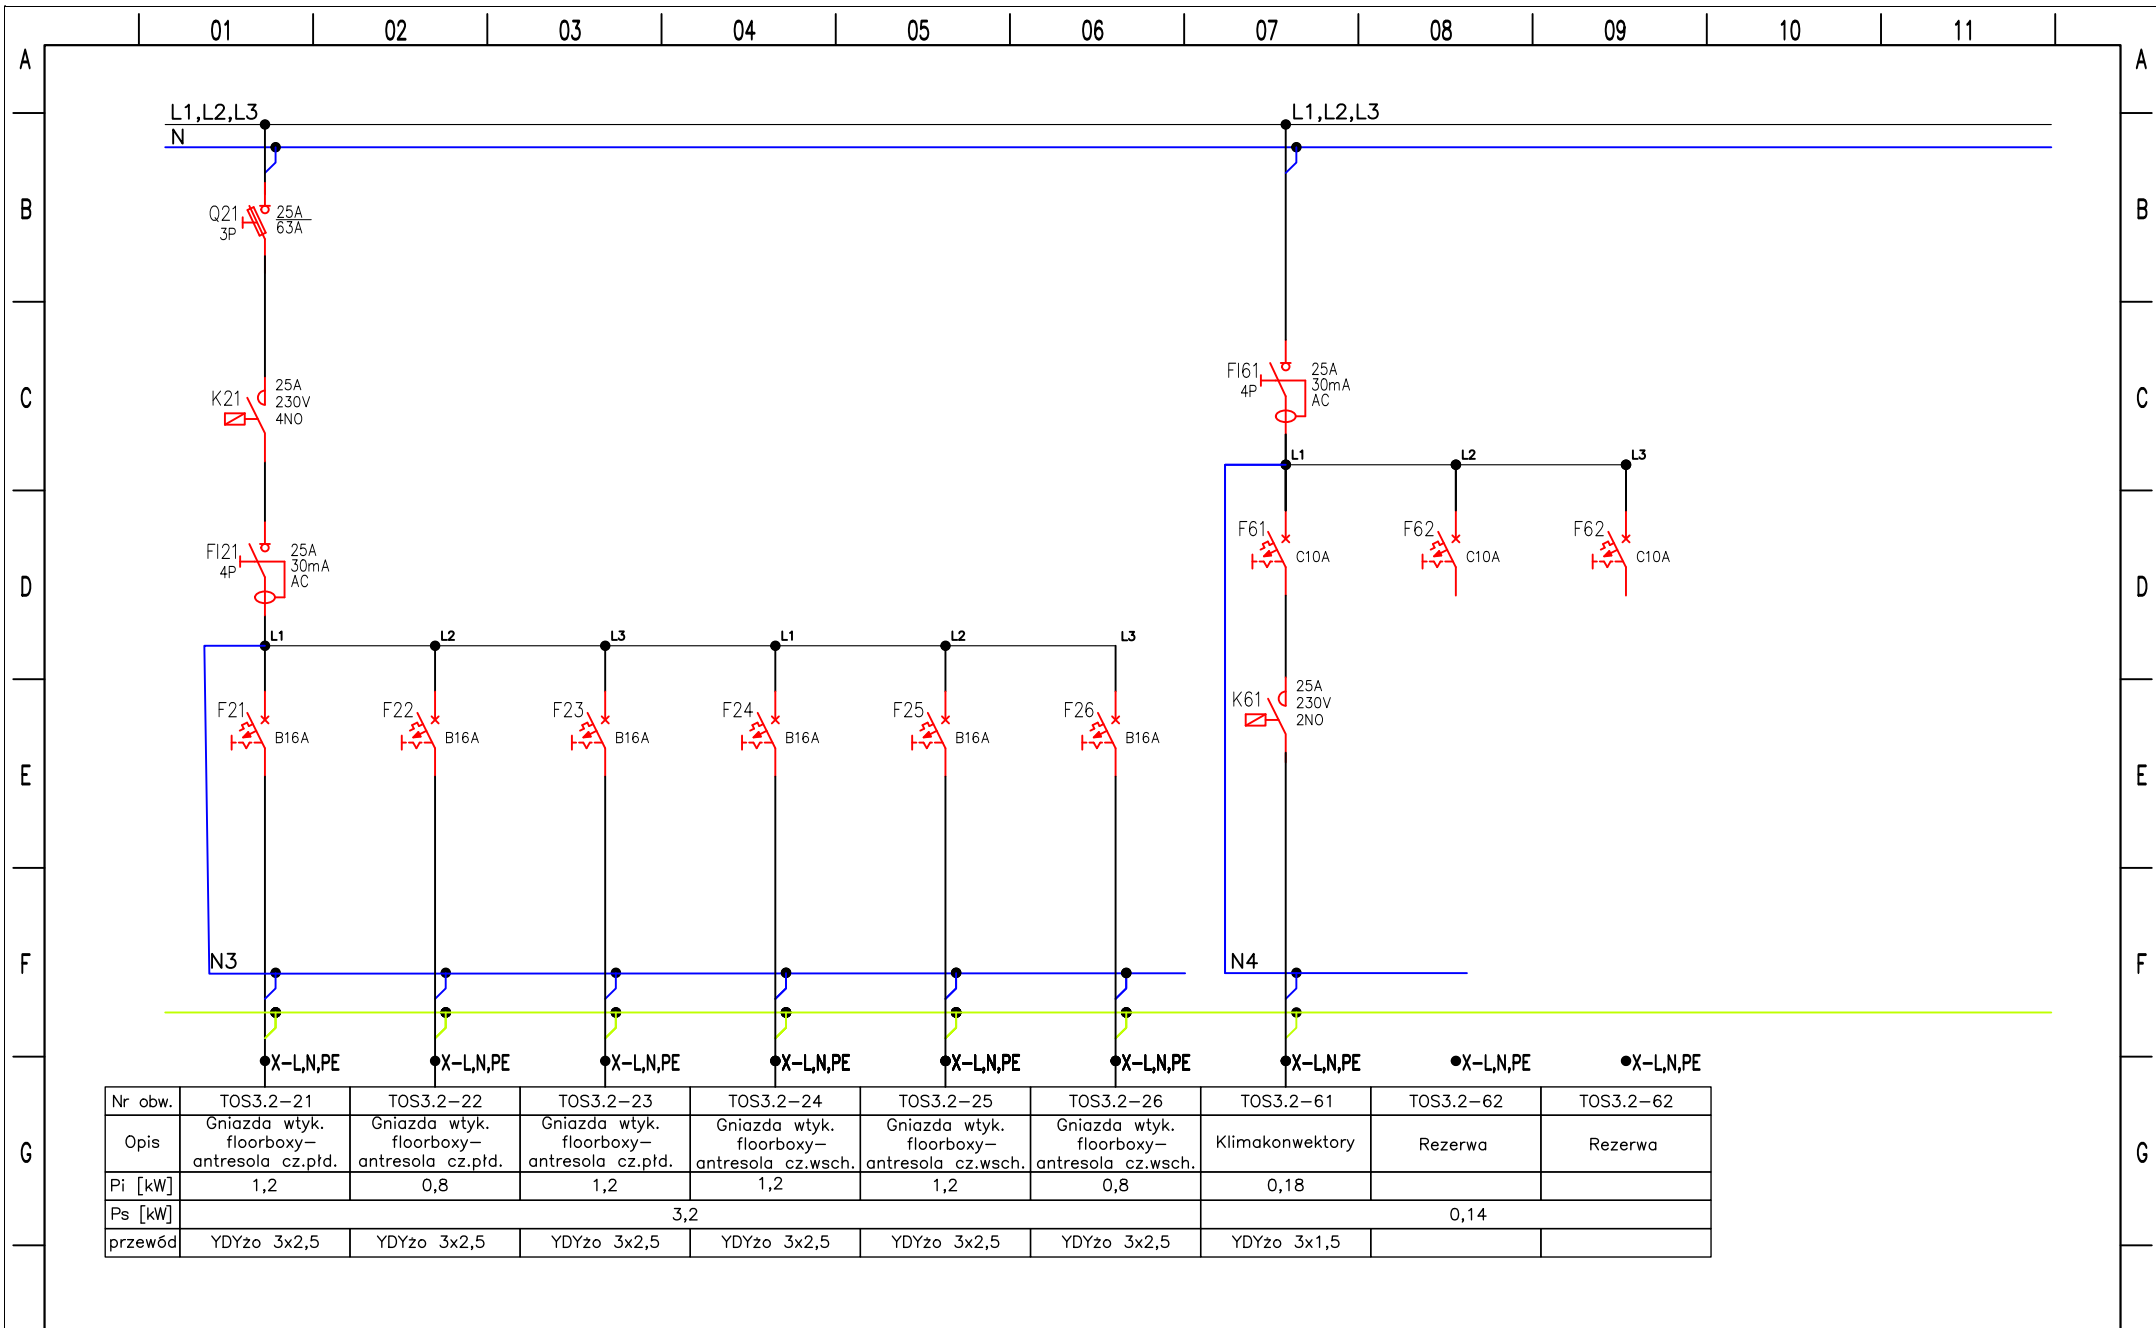 01 02 03 04 05 06 07 08 09 10 11
A A
L1,L2,L3 L1,L2,L3
N
B B
Q21 25A
3P 63A
FI61 25A
4P 30mA
AC
K21 25A
230V
4NO
C C
L1 L2 L3
F61 C10A F62 C10A F62 C10A
FI21 25A
4P 30mA
AC
D D
L1 L2 L3 L1 L2 L3
K61 25A
230V
2NO
F21 B16A F22 B16A F23 B16A F24 B16A F25 B16A F26 B16A
E E
N3 N4
F F
X-L,N,PE X-L,N,PE X-L,N,PE X-L,N,PE X-L,N,PE X-L,N,PE X-L,N,PE X-L,N,PE X-L,N,PE
Nr obw. TOS3.2-21 TOS3.2-22 TOS3.2-23 TOS3.2-24 TOS3.2-25 TOS3.2-26 TOS3.2-61 TOS3.2-62 TOS3.2-62
G G
Opis
Gniazda wtyk.
floorboxy-
antresola cz.płd.
Gniazda wtyk.
floorboxy-
antresola cz.płd.
Gniazda wtyk.
floorboxy-
antresola cz.płd.
Gniazda wtyk.
floorboxy-
antresola cz.wsch.
Gniazda wtyk.
floorboxy-
antresola cz.wsch.
Gniazda wtyk.
floorboxy-
antresola cz.wsch.
Klimakonwektory
Rezerwa
Rezerwa
Pi [kW] 1,2 0,8 1,2 1,2 1,2 0,8 0,18
Ps [kW] 3,2 0,14
przewód YDYżo 3x2,5 YDYżo 3x2,5 YDYżo 3x2,5 YDYżo 3x2,5 YDYżo 3x2,5 YDYżo 3x2,5 YDYżo 3x1,5